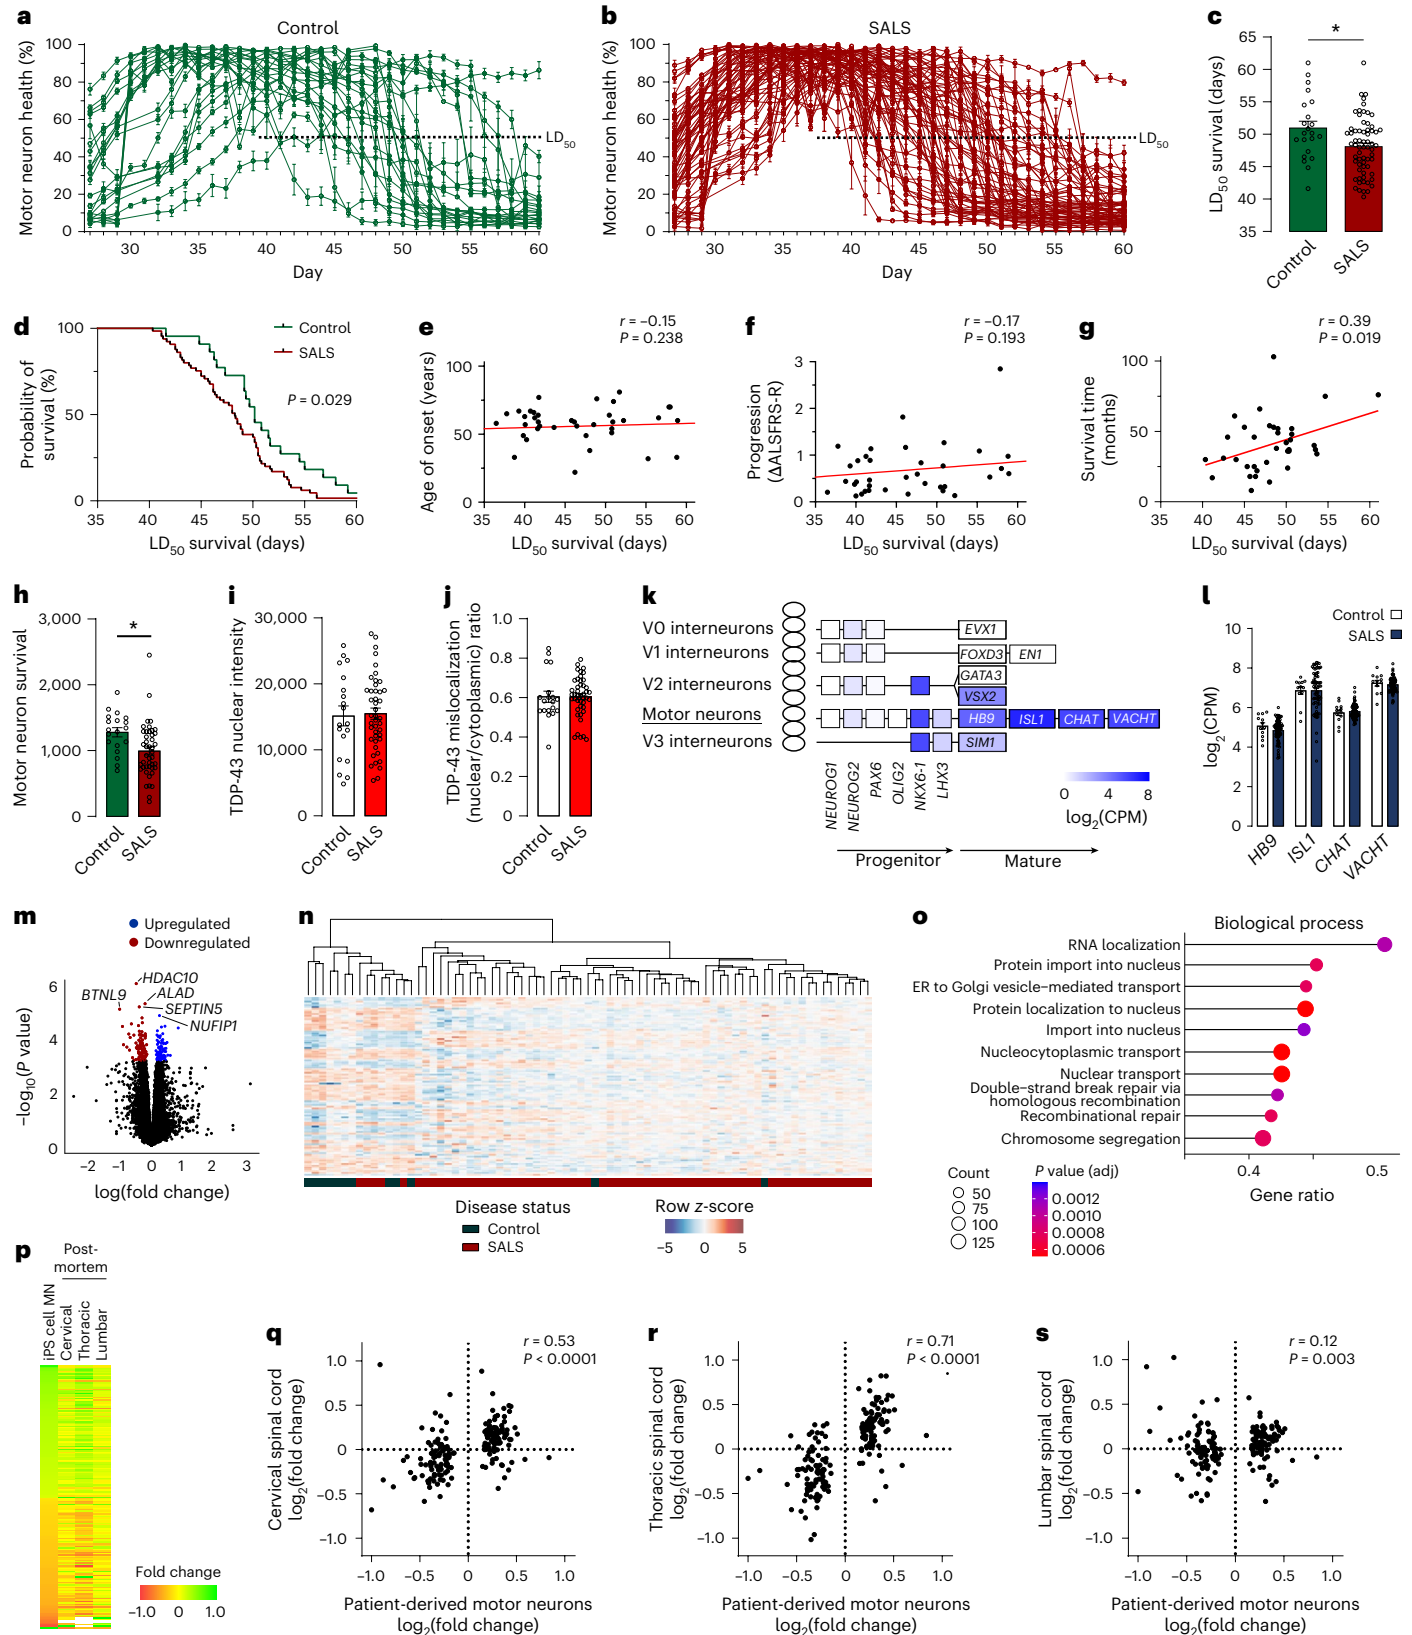 a
Control
Motor neuron health (%)
100
80
60
40
20
0
30
35
40
45
50
55
60
Day
LD50
b
SALS
Motor neuron health (%)
100
80
60
40
20
0
30
35
40
45
50
55
60
Day
LD50
c
*
LD50 survival (days)
65
60
55
50
45
40
35
Control
SALS
d
Probability of
survival (%)
100
50
0
35
40
45
50
55
60
LD50 survival (days)
Control
SALS
P = 0.029
e
r = –0.15
P = 0.238
Age of onset (years)
100
50
0
35
40
45
50
55
60
LD50 survival (days)
f
r = –0.17
P = 0.193
Progression
(ΔALSFRS-R)
3
2
1
0
35
40
45
50
55
60
LD50 survival (days)
g
r = 0.39
P = 0.019
Survival time
(months)
100
50
0
35
40
45
50
55
60
LD50 survival (days)
h
*
Motor neuron survival
3,000
2,000
1,000
0
Control
SALS
i
TDP-43 nuclear intensity
30,000
20,000
10,000
0
Control
SALS
j
TDP-43 mislocalization
(nuclear/cytoplasmic) ratio
1.0
0.8
0.6
0.4
0.2
0
Control
SALS
k
V0 interneurons
V1 interneurons
V2 interneurons
Motor neurons
V3 interneurons
EVX1
FOXD3
EN1
GATA3
VSX2
HB9
ISL1
CHAT
VACHT
SIM1
NEUROG1
NEUROG2
PAX6
OLIG2
NKX6-1
LHX3
0
4
8
log2(CPM)
Progenitor
Mature
l
Control
SALS
log2(CPM)
10
8
6
4
2
0
HB9
ISL1
CHAT
VACHT
m
Upregulated
Downregulated
HDAC10
BTNL9
ALAD
SEPTIN5
NUFIP1
–log10(P value)
6
4
2
0
–2
–1
0
1
2
3
log(fold change)
n
Disease status
Control
SALS
Row z-score
–5
0
5
o
Biological process
RNA localization
Protein import into nucleus
ER to Golgi vesicle–mediated transport
Protein localization to nucleus
Import into nucleus
Nucleocytoplasmic transport
Nuclear transport
Double–strand break repair via
homologous recombination
Recombinational repair
Chromosome segregation
0.4
0.5
Gene ratio
Count
50
75
100
125
P value (adj)
0.0012
0.0010
0.0008
0.0006
p
Post-
mortem
iPS cell MN
Cervical
Thoracic
Lumbar
Fold change
–1.0
0
1.0
q
r = 0.53
P < 0.0001
Cervical spinal cord
log2(fold change)
1.0
0.5
0
–0.5
–1.0
–1.0
–0.5
0
0.5
1.0
Patient-derived motor neurons
log2(fold change)
r
r = 0.71
P < 0.0001
Thoracic spinal cord
log2(fold change)
1.0
0.5
0
–0.5
–1.0
–1.0
–0.5
0
0.5
1.0
Patient-derived motor neurons
log2(fold change)
s
r = 0.12
P = 0.003
Lumbar spinal cord
log2(fold change)
1.0
0.5
0
–0.5
–1.0
–1.0
–0.5
0
0.5
1.0
Patient-derived motor neurons
log2(fold change)